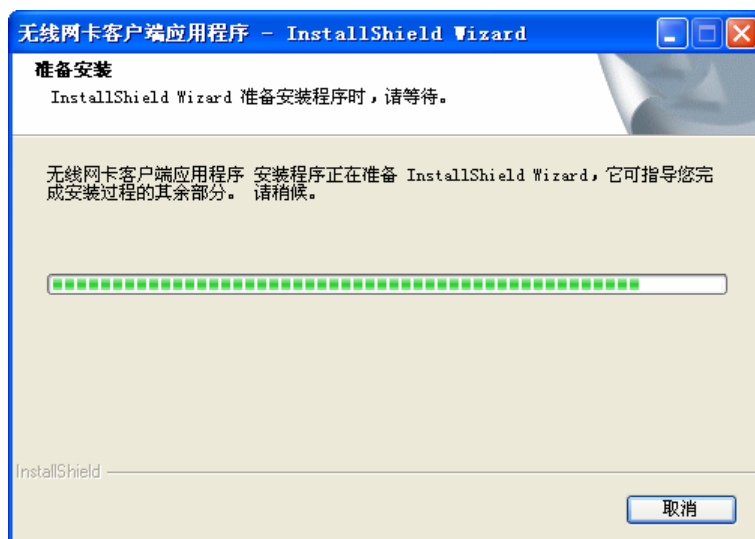 无线网卡客户端应用程序 - InstallShield Wizard
准备安装
InstallShield Wizard 准备安装程序时，请等待。
无线网卡客户端应用程序 安装程序正在准备 InstallShield Wizard，它可指导您完
成安装过程的其余部分。 请稍候。
InstallShield
取消